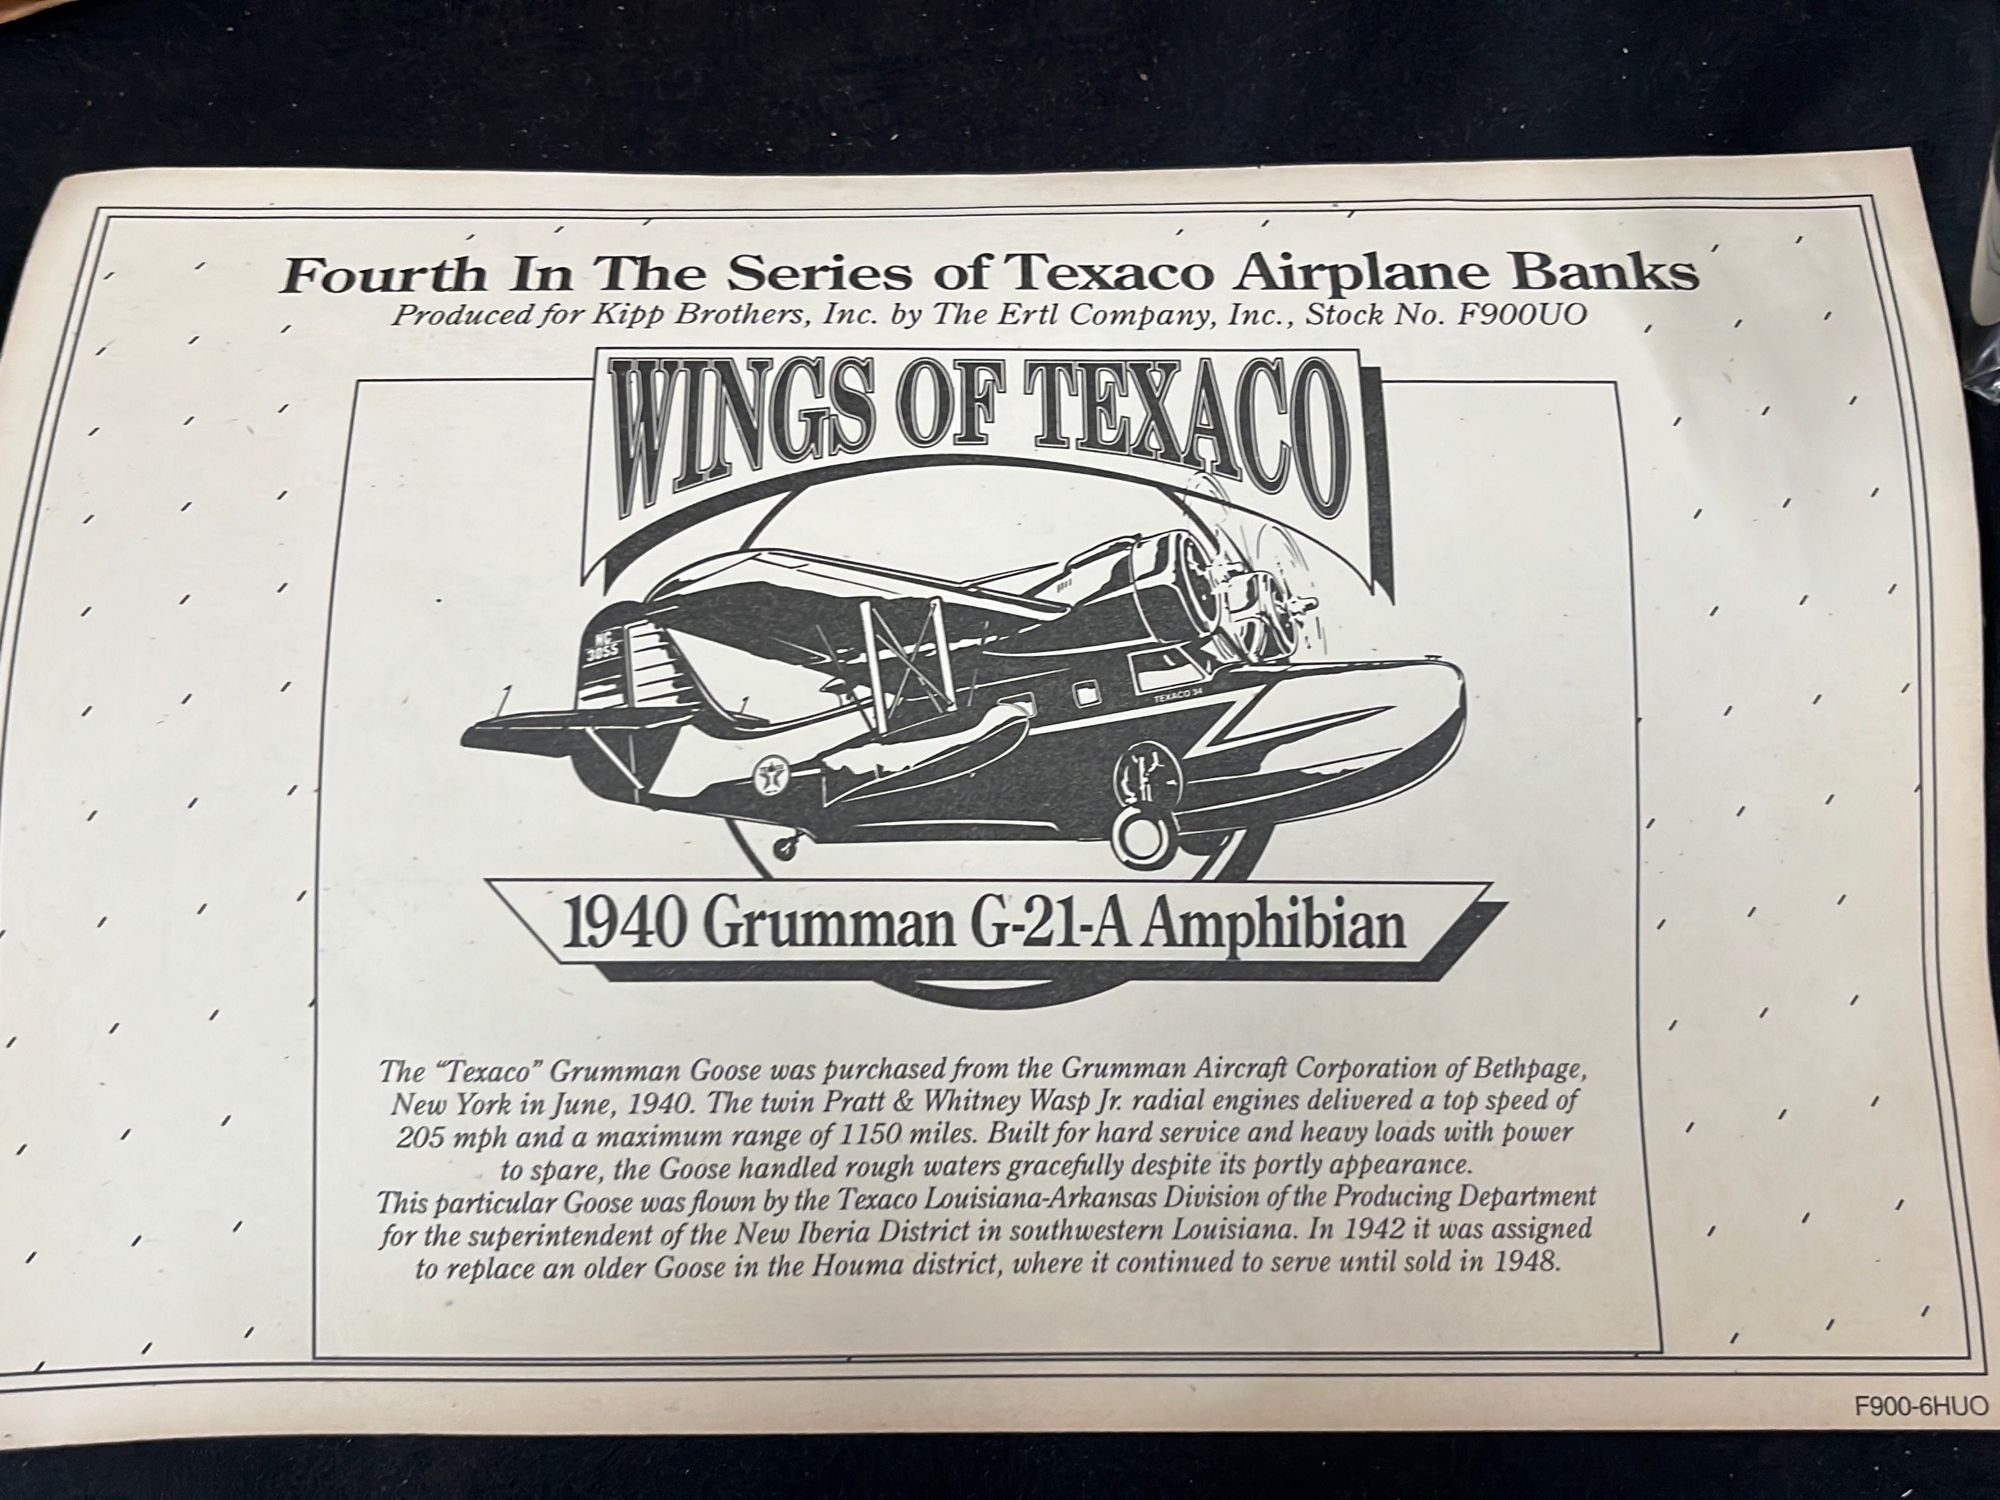 Fourth In The Series of Texaco Airplane Banks
Produced for Kipp Brothers, Inc. by The Ertl Company, Inc., Stock No. F900UO
WINGS OF TEXACO
NC
3055
TEXACO 34
TEXACO
1940 Grumman G-21-A Amphibian
The “Texaco” Grumman Goose was purchased from the Grumman Aircraft Corporation of Bethpage,
New York in June, 1940. The twin Pratt & Whitney Wasp Jr. radial engines delivered a top speed of
205 mph and a maximum range of 1150 miles. Built for hard service and heavy loads with power
to spare, the Goose handled rough waters gracefully despite its portly appearance.
This particular Goose was flown by the Texaco Louisiana-Arkansas Division of the Producing Department
for the superintendent of the New Iberia District in southwestern Louisiana. In 1942 it was assigned
to replace an older Goose in the Houma district, where it continued to serve until sold in 1948.
F900-6HUO